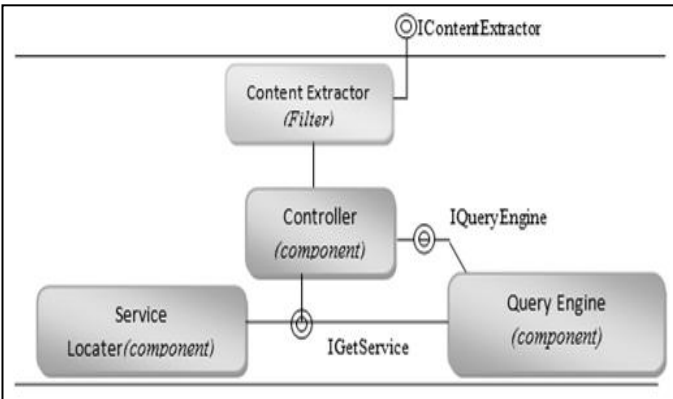 IContentExtractor
Content Extractor
(Filter)
Controller
(component)
IQueryEngine
Service
Locater(component)
IGetService
Query Engine
(component)